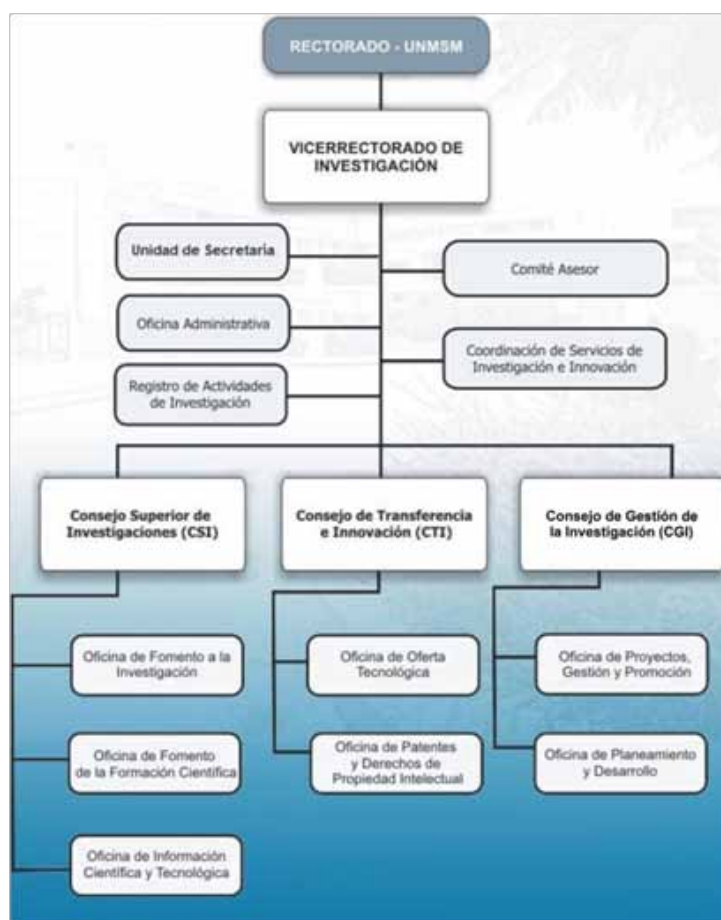 RECTORADO - UNMSM
VICERRECTORADO DE
INVESTIGACIÓN
Unidad de Secretaria
Comité Asesor
Oficina Administrativa
Coordinación de Servicios de
Investigación e Innovación
Registro de Actividades
de Investigación
Consejo Superior de
Investigaciones (CSI)
Consejo de Transferencia
e Innovación (CTI)
Consejo de Gestión de
la Investigación (CGI)
Oficina de Fomento a la
Investigación
Oficina de Oferta
Tecnológica
Oficina de Proyectos,
Gestión y Promoción
Oficina de Fomento
de la Formación Científica
Oficina de Patentes
y Derechos de
Propiedad Intelectual
Oficina de Planeamiento
y Desarrollo
Oficina de Información
Científica y Tecnológica